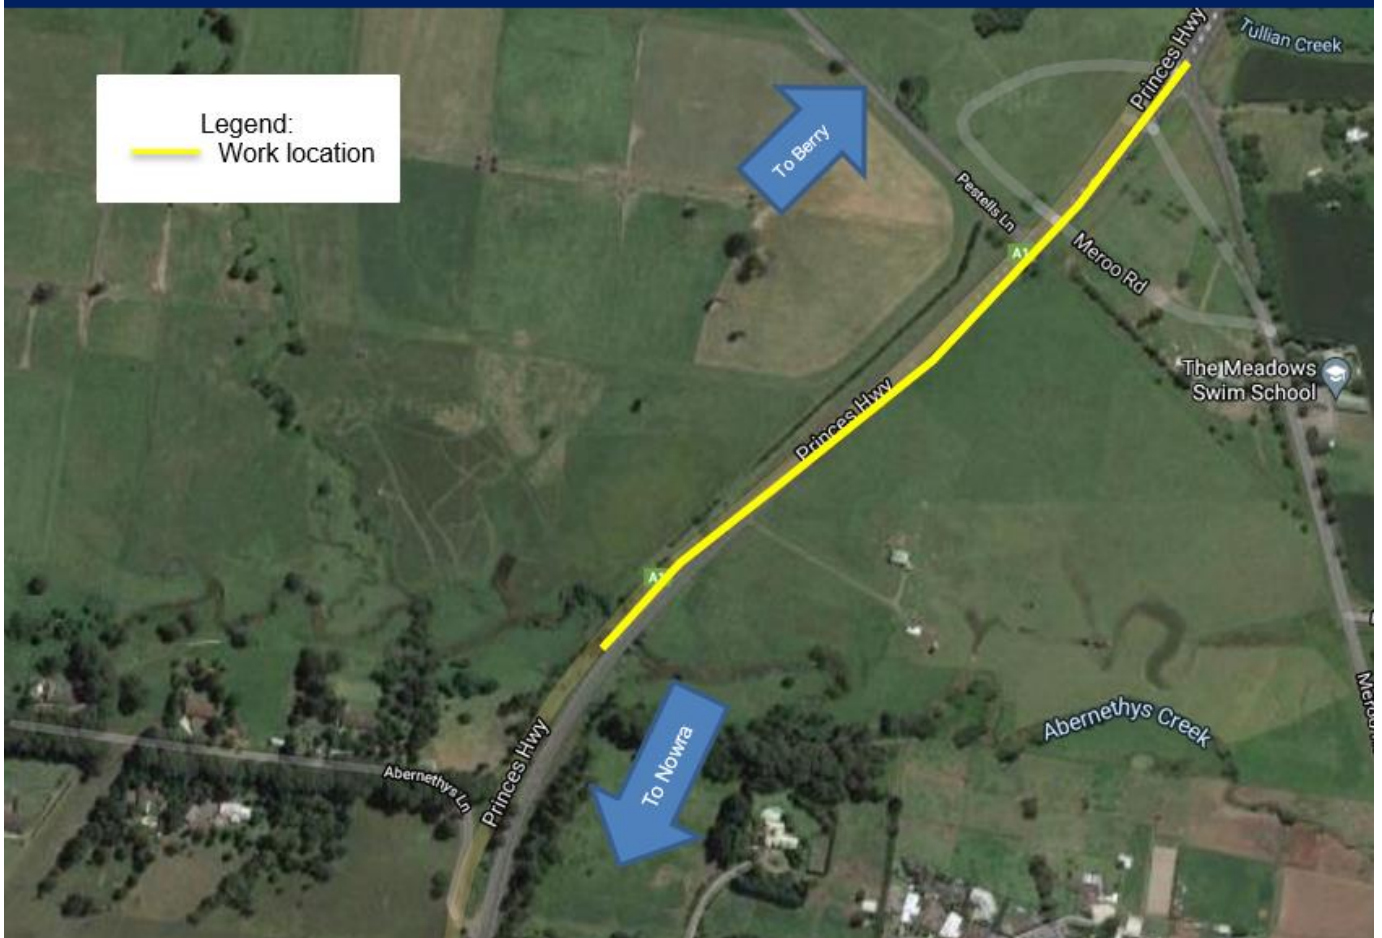 Princes Hwy
Tullian Creek
Legend:
Work location
To Berry
Pestells Ln
A1
Meroo Rd
The Meadows
Swim School
Princes Hwy
A1
Abernethys Creek
To Nowra
Princes Hwy
Abernethys Ln